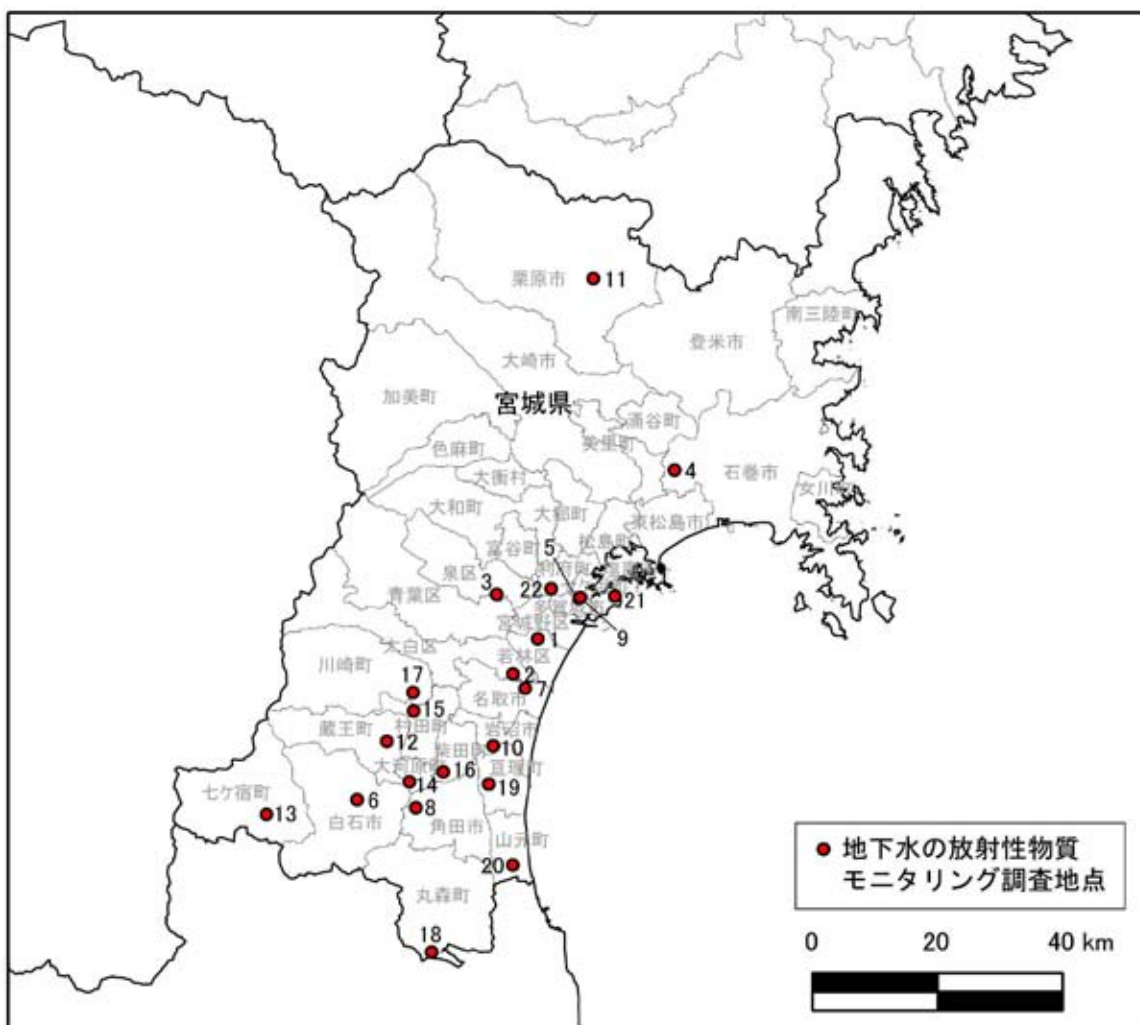 栗原市
11
南三陸町
登米市
大崎市
加美町
宮城県
涌谷町
美里町
色麻町
大衡村
4
石巻市
女川町
大和町
大郷町
東松島市
富谷町
松島町
5
利府町
泉区
3
22
青葉区
21
宮城野区
1
9
太白区
若林区
川崎町
17
2
7
名取市
15
蔵王町
村田町
岩沼市
12
柴田町
10
大河原町
16
亘理町
14
19
七ケ宿町
13
6
白石市
8
角田市
山元町
20
丸森町
18
地下水の放射性物質
モニタリング調査地点
0 20 40 km